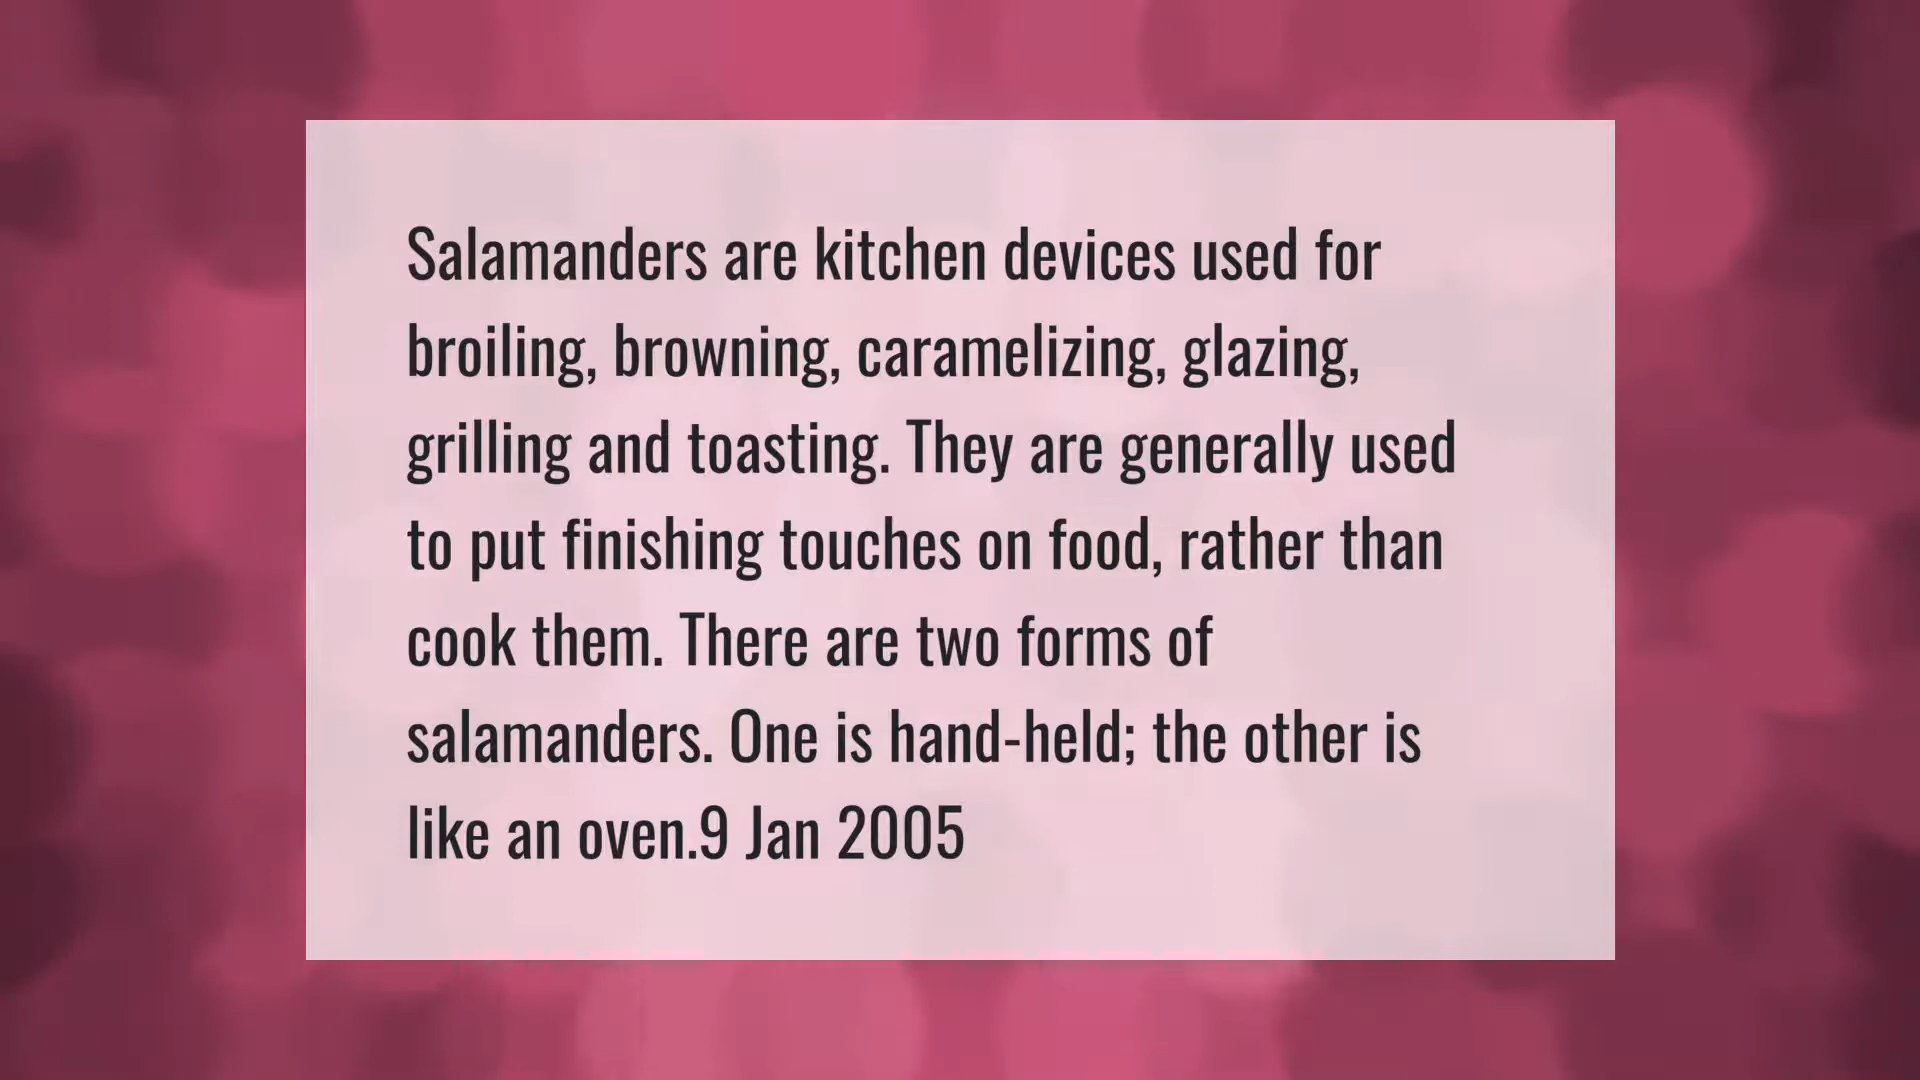 Salamanders are kitchen devices used for
broiling, browning, caramelizing, glazing,
grilling and toasting. They are generally used
to put finishing touches on food, rather than
cook them. There are two forms of
salamanders. One is hand-held; the other is
like an oven.9 Jan 2005